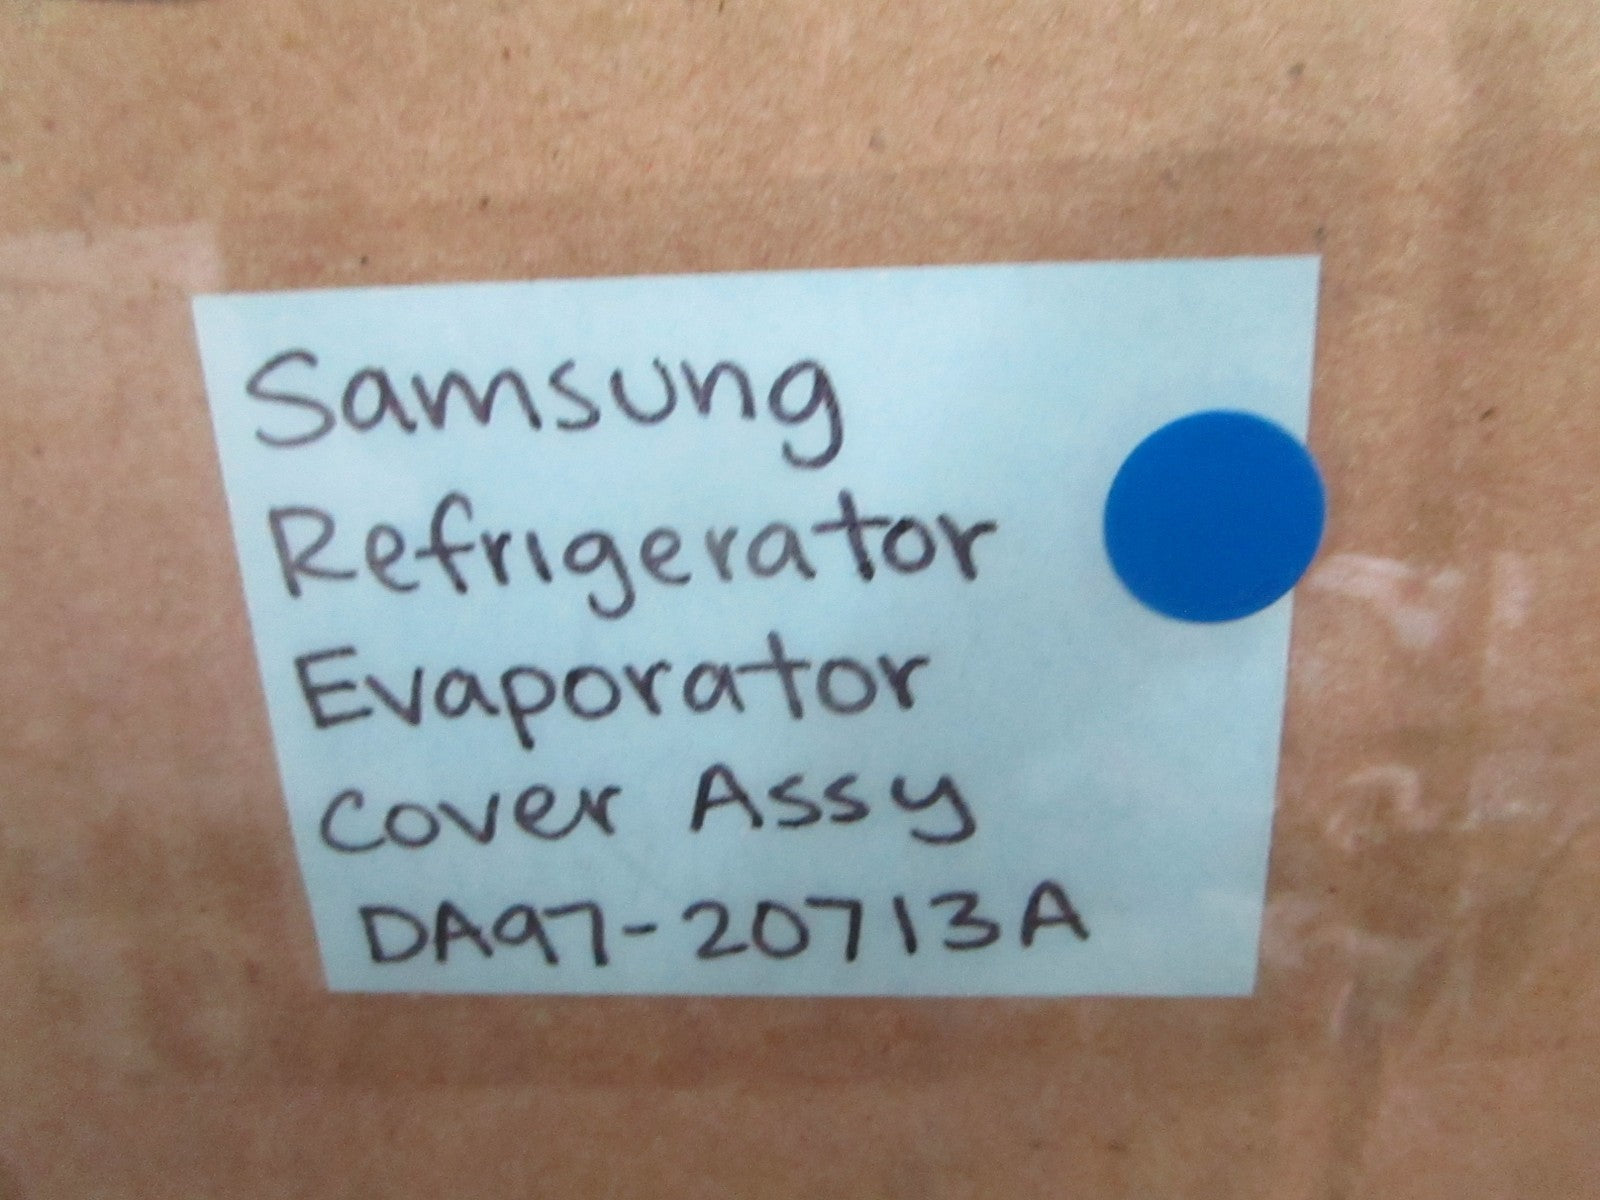 Samsung
Refrigerator
Evaporator
Cover Assy
DA97-20713A